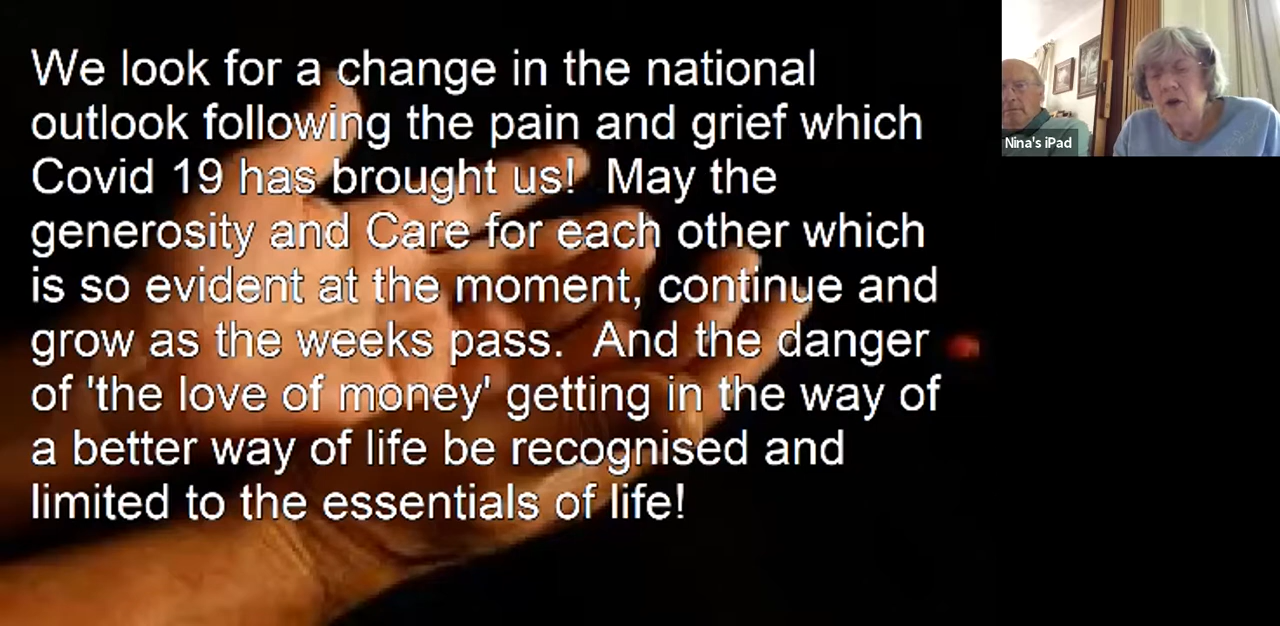 We look for a change in the national
outlook following the pain and grief which
Covid 19 has brought us!  May the
generosity and Care for each other which
is so evident at the moment, continue and
grow as the weeks pass.  And the danger
of 'the love of money' getting in the way of
a better way of life be recognised and
limited to the essentials of life!
Nina's iPad